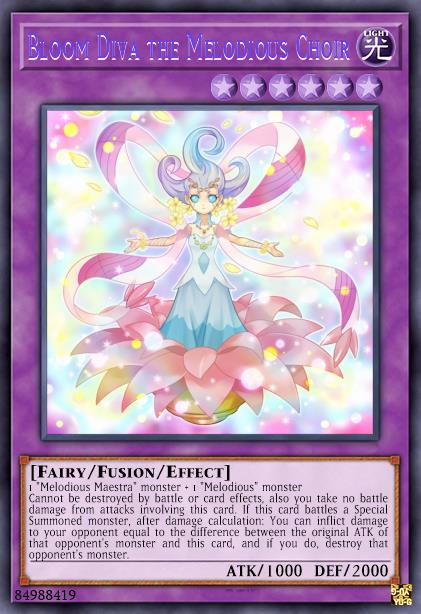 Bloom Diva the Melodious Choir
LIGHT
光
[Fairy/Fusion/Effect]
1 "Melodious Maestra" monster + 1 "Melodious" monster
Cannot be destroyed by battle or card effects, also you take no battle
damage from attacks involving this card. If this card battles a Special
Summoned monster, after damage calculation: You can inflict damage
to your opponent equal to the difference between the original ATK of
that opponent's monster and this card, and if you do, destroy that
opponent's monster.
ATK/1000 DEF/2000
84988419